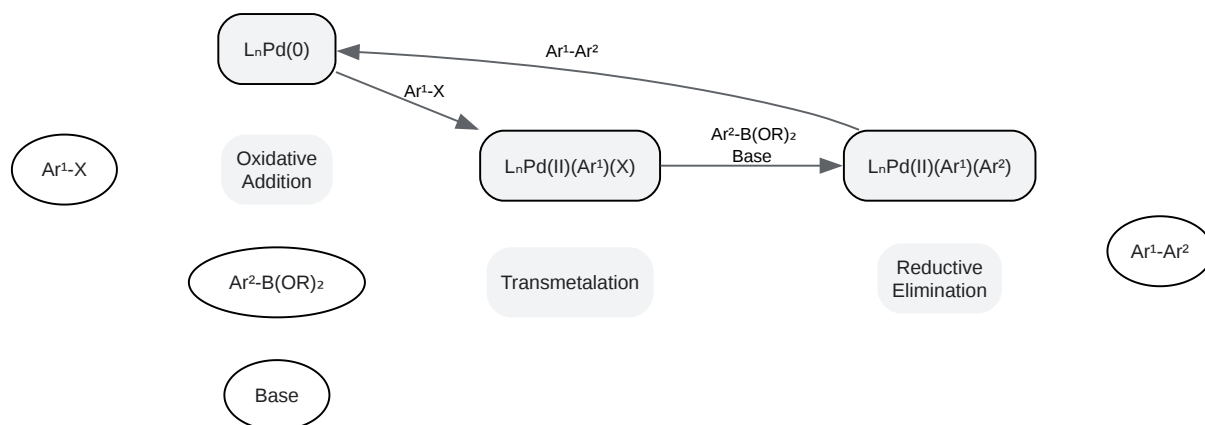 LₙPd(0)
Ar¹-Ar²
Ar¹-X
Ar²-B(OR)₂
Base
Ar¹-X
Oxidative
Addition
LₙPd(II)(Ar¹)(X)
LₙPd(II)(Ar¹)(Ar²)
Ar²-B(OR)₂
Transmetalation
Reductive
Elimination
Ar¹-Ar²
Base